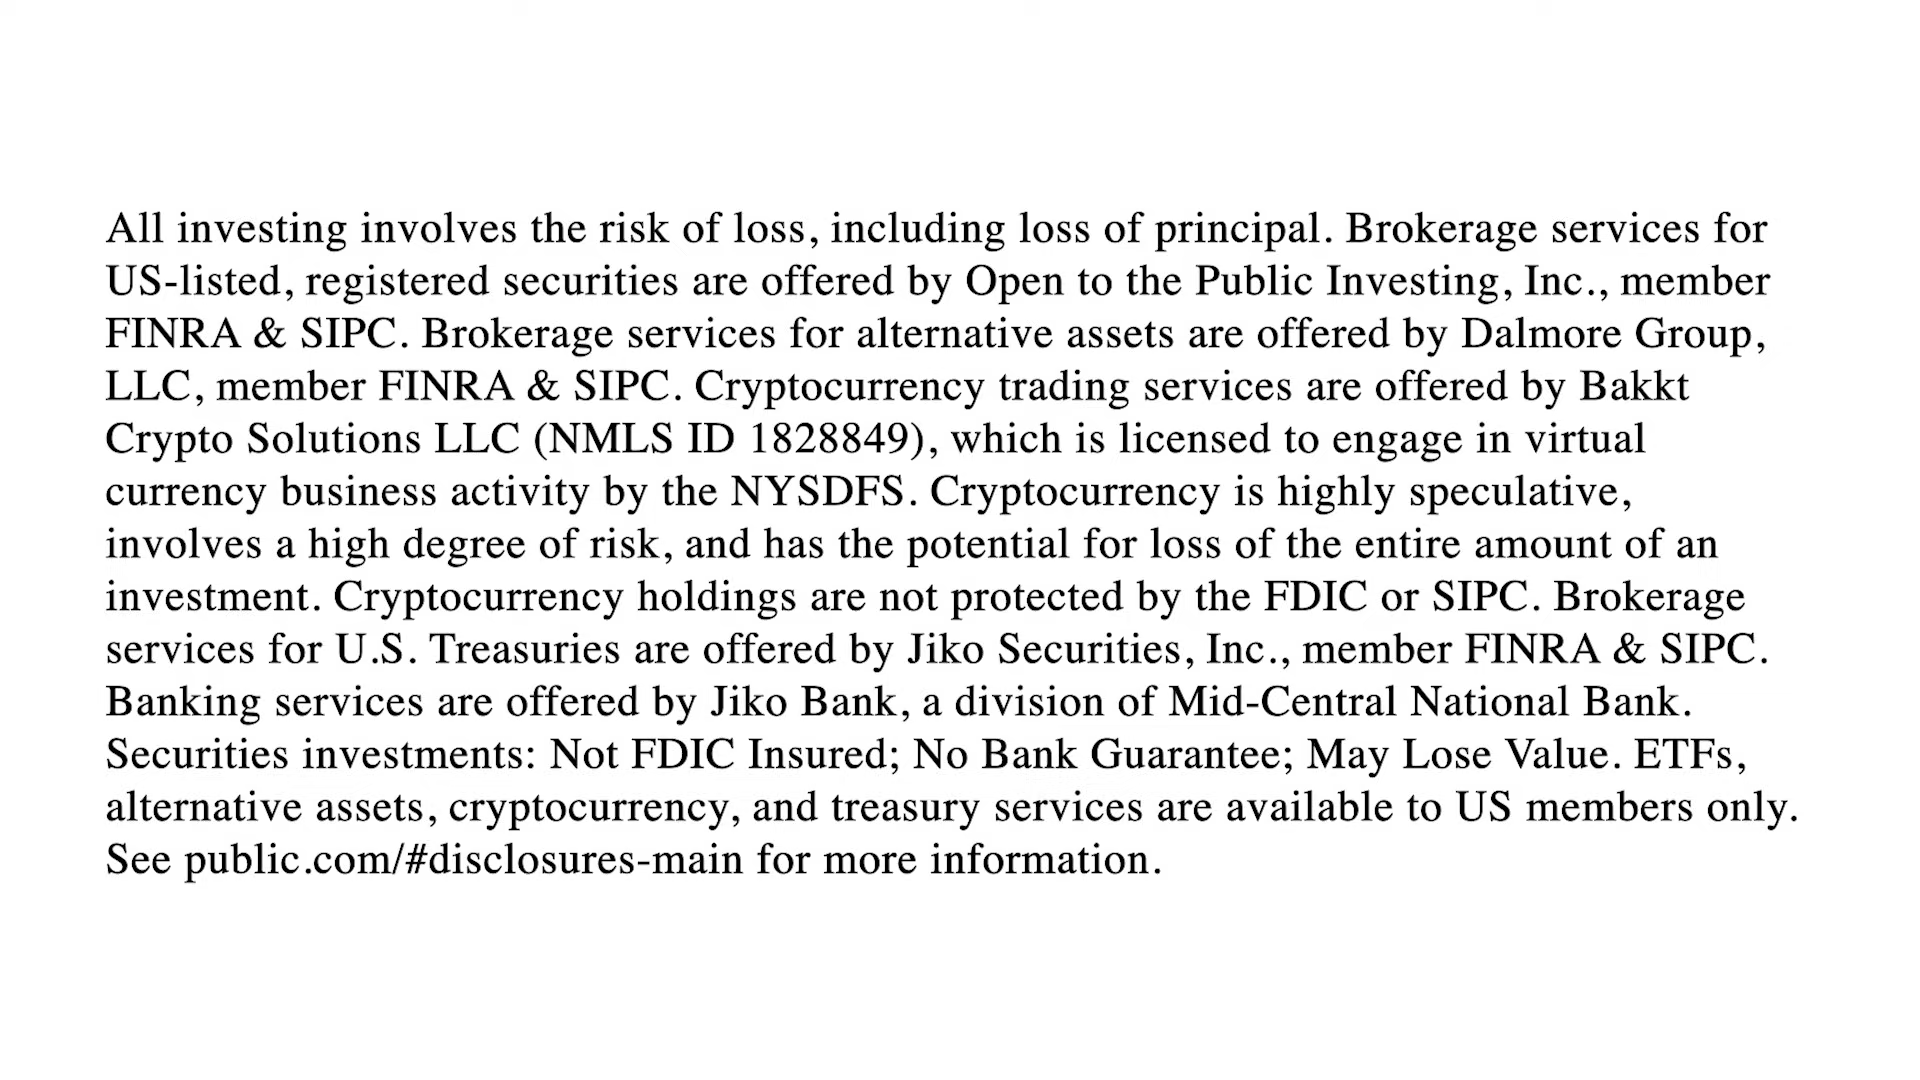 All investing involves the risk of loss, including loss of principal. Brokerage services for
US-listed, registered securities are offered by Open to the Public Investing, Inc., member
FINRA & SIPC. Brokerage services for alternative assets are offered by Dalmore Group,
LLC, member FINRA & SIPC. Cryptocurrency trading services are offered by Bakkt
Crypto Solutions LLC (NMLS ID 1828849), which is licensed to engage in virtual
currency business activity by the NYSDFS. Cryptocurrency is highly speculative,
involves a high degree of risk, and has the potential for loss of the entire amount of an
investment. Cryptocurrency holdings are not protected by the FDIC or SIPC. Brokerage
services for U.S. Treasuries are offered by Jiko Securities, Inc., member FINRA & SIPC.
Banking services are offered by Jiko Bank, a division of Mid-Central National Bank.
Securities investments: Not FDIC Insured; No Bank Guarantee; May Lose Value. ETFs,
alternative assets, cryptocurrency, and treasury services are available to US members only.
See public.com/#disclosures-main for more information.